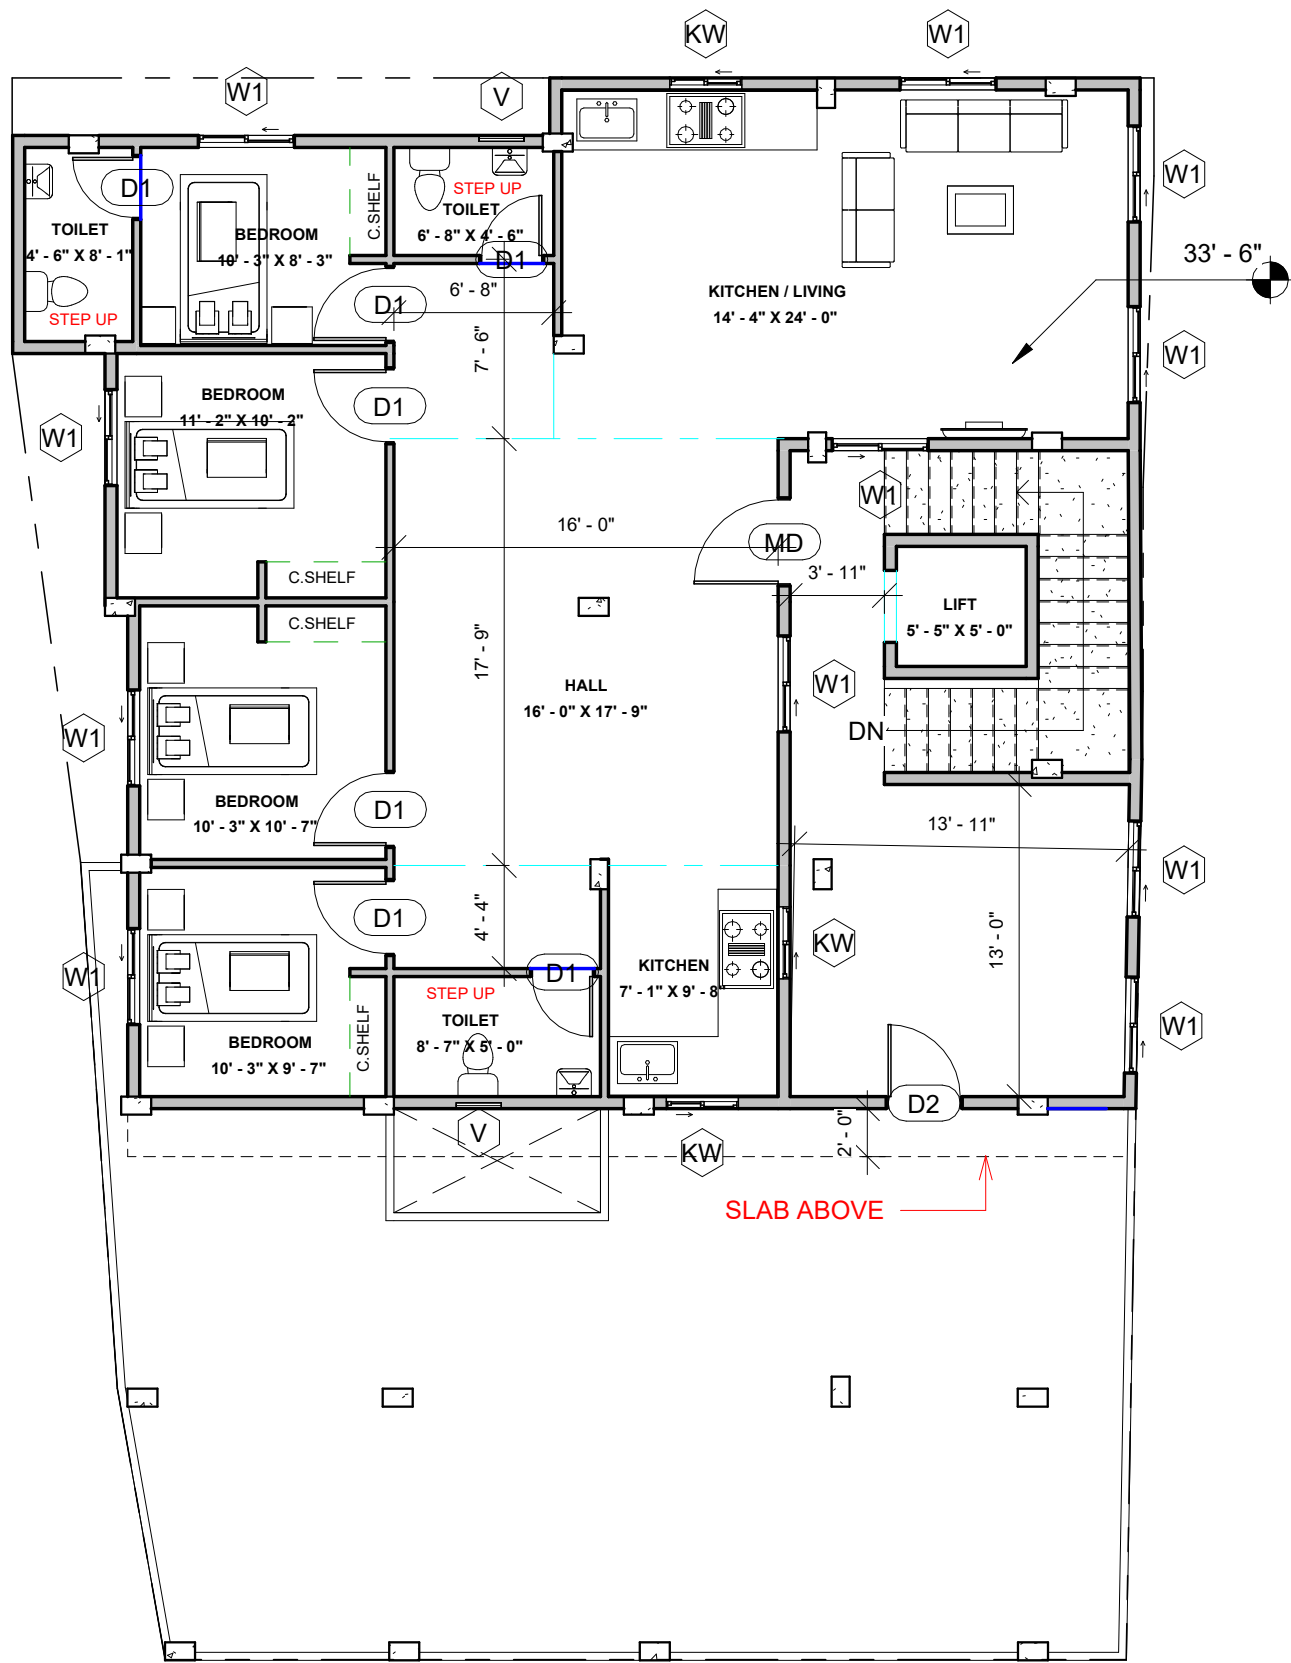 KW
W1
W1
V
D1
TOILET
4' - 6" X 8' - 1"
STEP UP
BEDROOM
10' - 3" X 8' - 3"
C.SHELF
STEP UP
TOILET
6' - 8" X 4' - 6"
D1
W1
33' - 6"
D1
6' - 8"
7' - 6"
KITCHEN / LIVING
14' - 4" X 24' - 0"
W1
BEDROOM
11' - 2" X 10' - 2"
D1
W1
W1
16' - 0"
MD
3' - 11"
C.SHELF
C.SHELF
LIFT
5' - 5" X 5' - 0"
17' - 9"
HALL
16' - 0" X 17' - 9"
W1
DN
W1
BEDROOM
10' - 3" X 10' - 7"
D1
13' - 11"
W1
D1
4' - 4"
13' - 0"
KW
W1
D1
KITCHEN
7' - 1" X 9' - 8"
STEP UP
TOILET
8' - 7" X 5' - 0"
W1
BEDROOM
10' - 3" X 9' - 7"
C.SHELF
D2
V
KW
2' - 0"
SLAB ABOVE